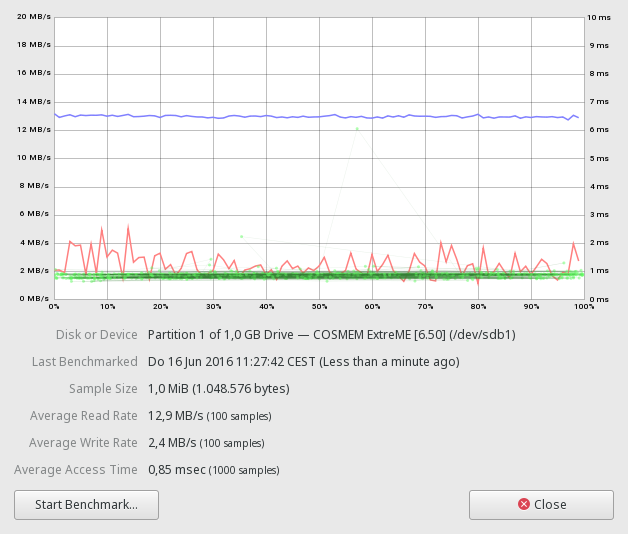 20 MB/s 10 ms
18 MB/s 9 ms
16 MB/s 8 ms
14 MB/s 7 ms
12 MB/s 6 ms
10 MB/s 5 ms
8 MB/s 4 ms
6 MB/s 3 ms
4 MB/s 2 ms
2 MB/s 1 ms
0 MB/s 0 ms
0% 10% 20% 30% 40% 50% 60% 70% 80% 90% 100%
Disk or Device Partition 1 of 1,0 GB Drive — COSMEM ExtreME [6.50] (/dev/sdb1)
Last Benchmarked Do 16 Jun 2016 11:27:42 CEST (Less than a minute ago)
Sample Size 1,0 MiB (1.048.576 bytes)
Average Read Rate 12,9 MB/s (100 samples)
Average Write Rate 2,4 MB/s (100 samples)
Average Access Time 0,85 msec (1000 samples)
Start Benchmark... Close